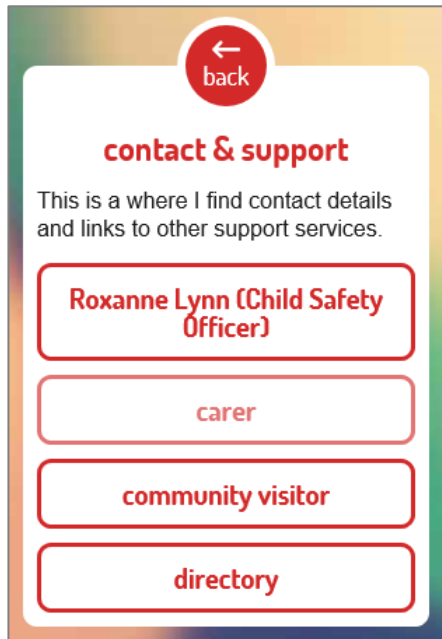 back
contact & support
This is a where I find contact details
and links to other support services.
Roxanne Lynn (Child Safety
Officer)
carer
community visitor
directory